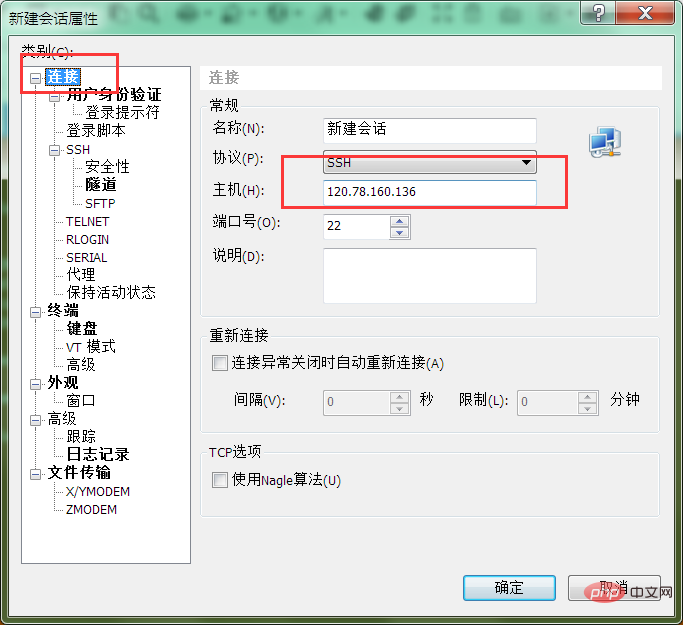 新建会话属性
类别(C):
连接
用户身份验证
登录提示符
登录脚本
SSH
安全性
隧道
SFTP
TELNET
RLOGIN
SERIAL
代理
保持活动状态
终端
键盘
VT 模式
高级
外观
窗口
高级
跟踪
日志记录
文件传输
X/YMODEM
ZMODEM
连接
常规
名称(N): 新建会话
协议(P): SSH
主机(H): 120.78.160.136
端口号(O): 22
说明(D):
重新连接
连接异常关闭时自动重新连接(A)
间隔(V): 0 秒 限制(L): 0 分钟
TCP选项
使用Nagle算法(U)
确定 取消
php 中文网